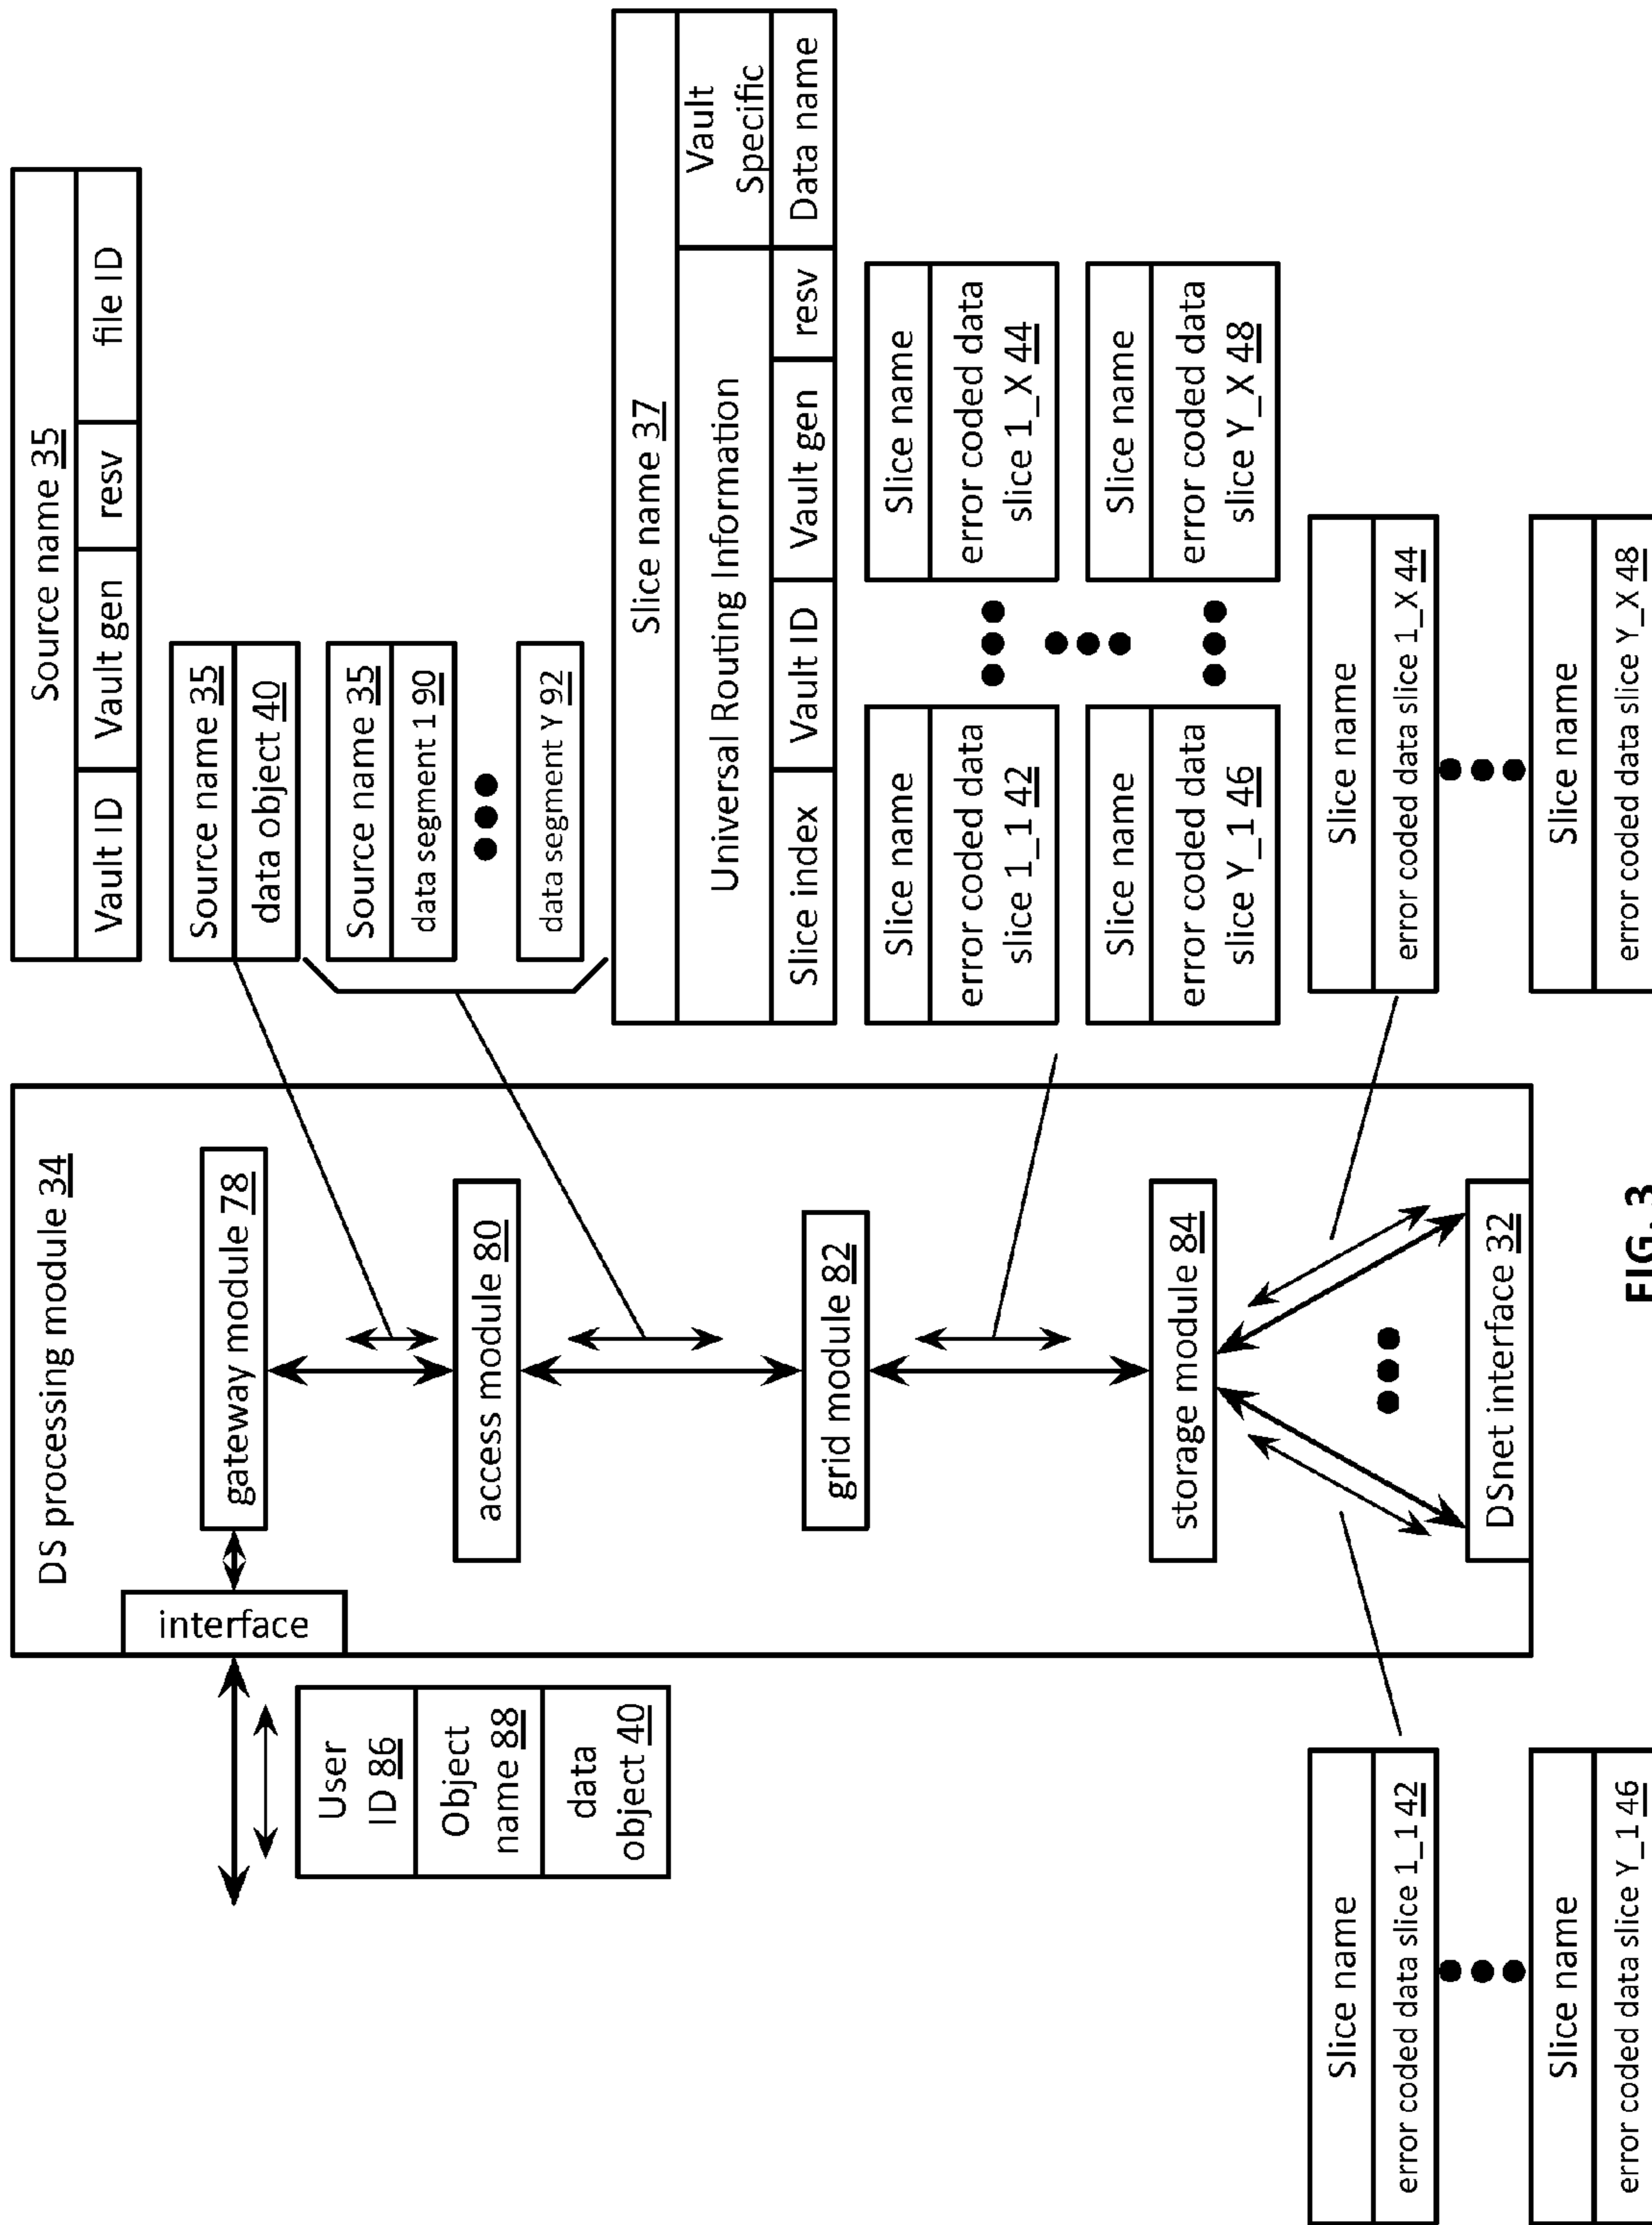 DS processing module 34
interface
gateway module 78
access module 80
grid module 82
storage module 84
DSnet interface 32
User
ID 86
Object
name 88
data
object 40
Source name 35
Vault ID
Vault gen
resv
file ID
Source name 35
data object 40
Source name 35
data segment 1 90
data segment Y 92
Slice name 37
Universal Routing Information
Vault
Specific
Slice index
Vault ID
Vault gen
resv
Data name
Slice name
error coded data
slice 1_1 42
Slice name
error coded data
slice 1_X 44
Slice name
error coded data
slice Y_1 46
Slice name
error coded data
slice Y_X 48
Slice name
error coded data slice 1_1 42
Slice name
error coded data slice Y_1 46
Slice name
error coded data slice 1_X 44
Slice name
error coded data slice Y_X 48
FIG. 3